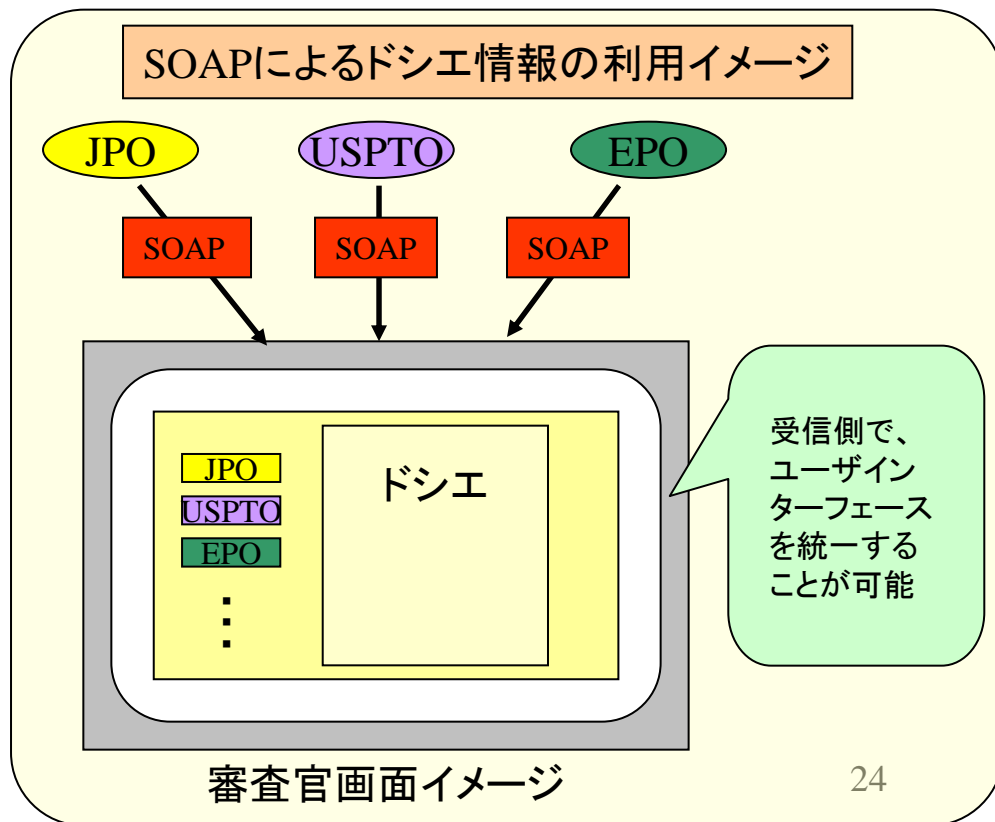 SOAPによるドシエ情報の利用イメージ
JPO
USPTO
EPO
SOAP
SOAP
SOAP
JPO
USPTO
EPO
ドシエ
受信側で、
ユーザイン
ターフェース
を統一する
ことが可能
審査官画面イメージ
24